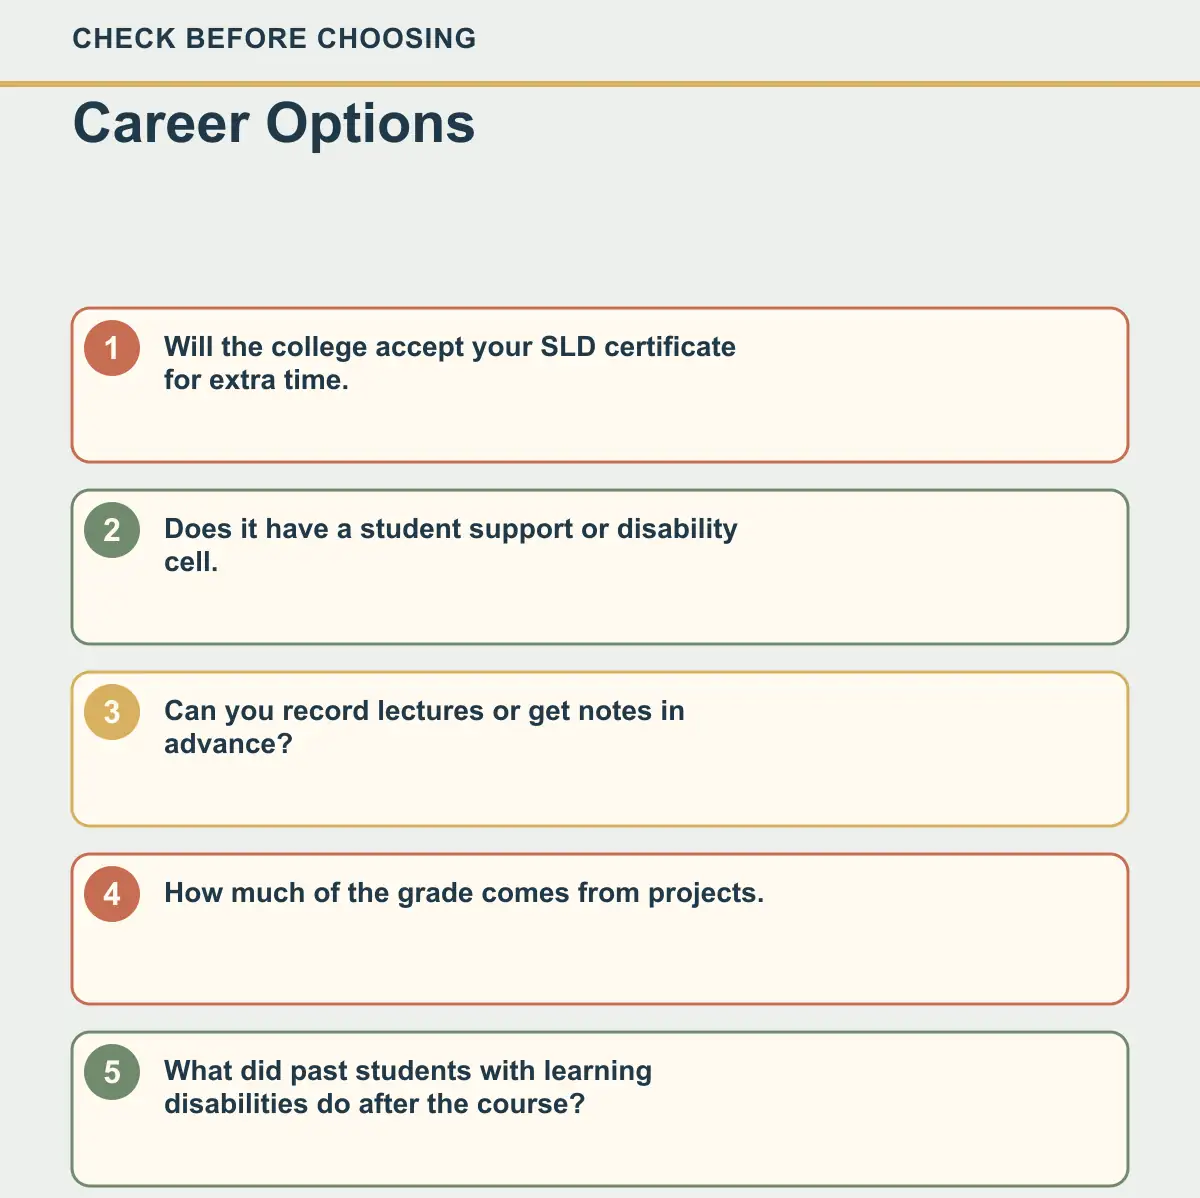 CHECK BEFORE CHOOSING
Career Options
1
Will the college accept your SLD certificate
for extra time.
2
Does it have a student support or disability
cell.
3
Can you record lectures or get notes in
advance?
4
How much of the grade comes from projects.
5
What did past students with learning
disabilities do after the course?